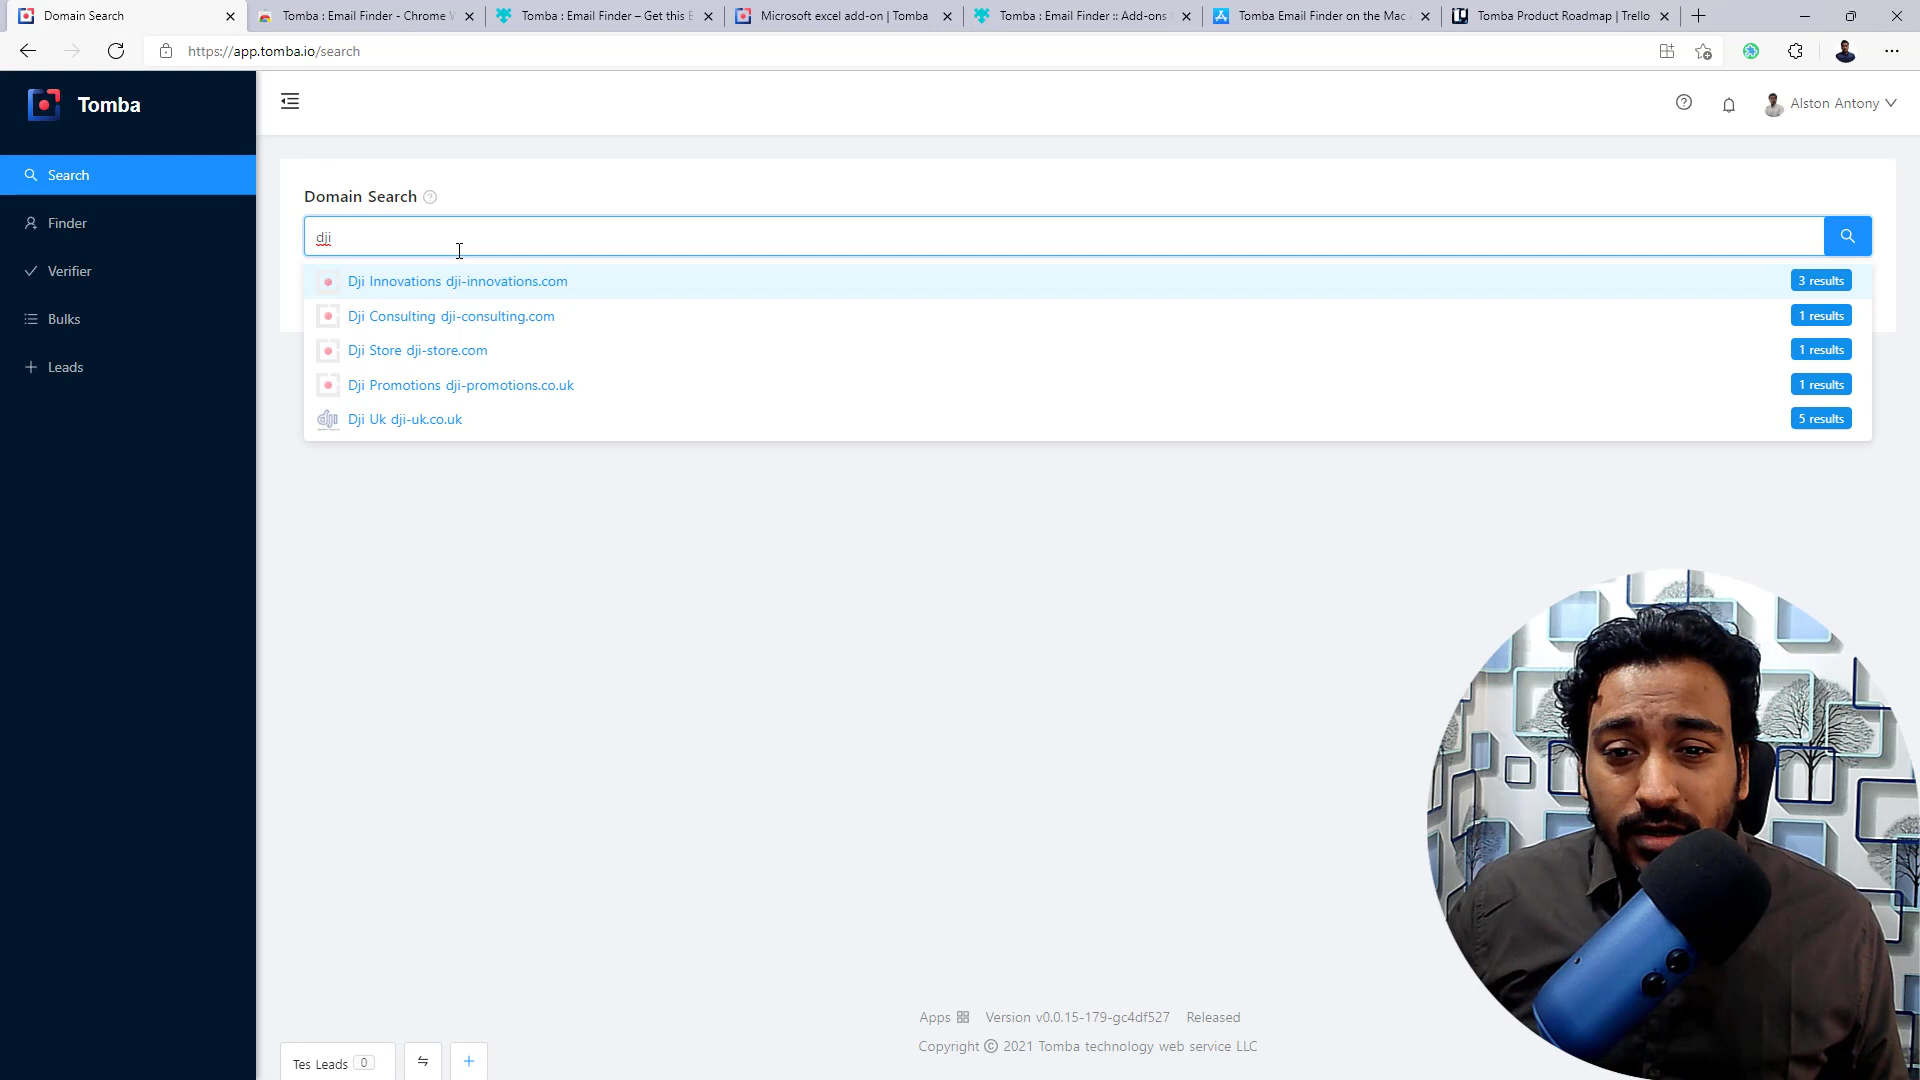 Domain Search
Tomba : Email Finder - Chrome
Tomba : Email Finder – Get this E
Microsoft excel add-on | Tomba
Tomba : Email Finder :: Add-ons
Tomba Email Finder on the Mac
Tomba Product Roadmap | Trello
https://app.tomba.io/search
Tomba
Alston Antony
Search
Finder
Verifier
Bulks
Leads
Domain Search
dji
Dji Innovations dji-innovations.com
3 results
Dji Consulting dji-consulting.com
1 results
Dji Store dji-store.com
1 results
Dji Promotions dji-promotions.co.uk
1 results
Dji Uk dji-uk.co.uk
5 results
Apps Version v0.0.15-179-gc4df527 Released
Copyright © 2021 Tomba technology web service LLC
Tes Leads 0